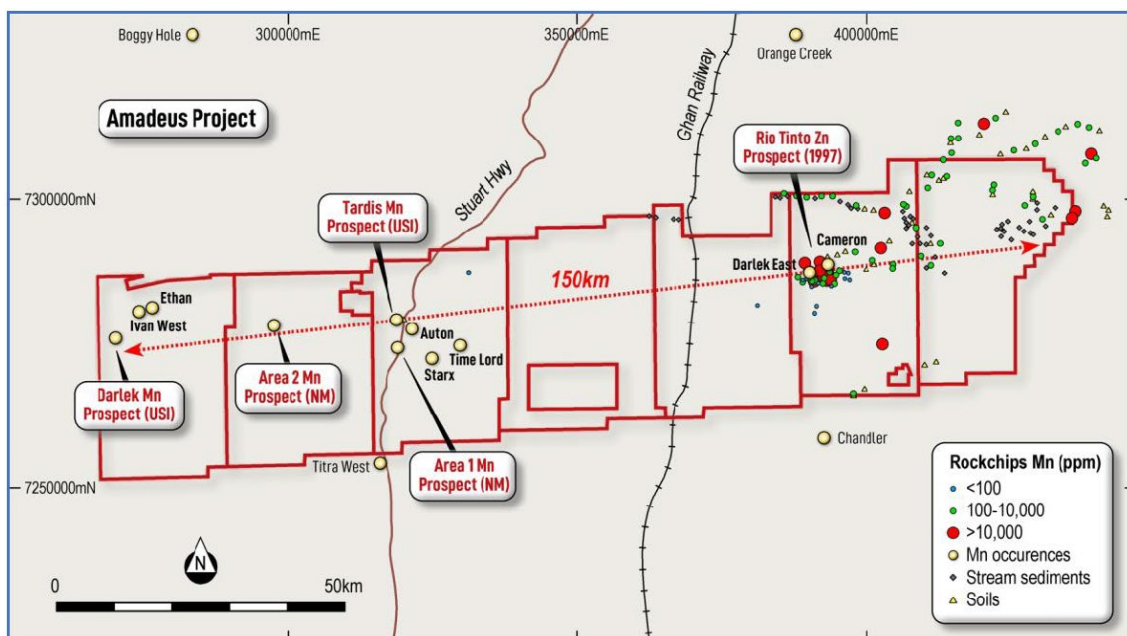 Boggy Hole
300000mE
350000mE
Orange Creek
400000mE
Amadeus Project
Stuart Hwy
Ghan Railway
Rio Tinto Zn
Prospect (1997)
7300000mN
Tardis Mn
Prospect (USI)
Cameron
Darlek East
150km
Ethan
Ivan West
Auton
Time Lord
Starx
Darlek Mn
Prospect (USI)
Area 2 Mn
Prospect (NM)
Area 1 Mn
Prospect (NM)
Titra West
Chandler
7250000mN
N
0
50km
Rockchips Mn (ppm)
<100
100-10,000
>10,000
Mn occurences
Stream sediments
Soils